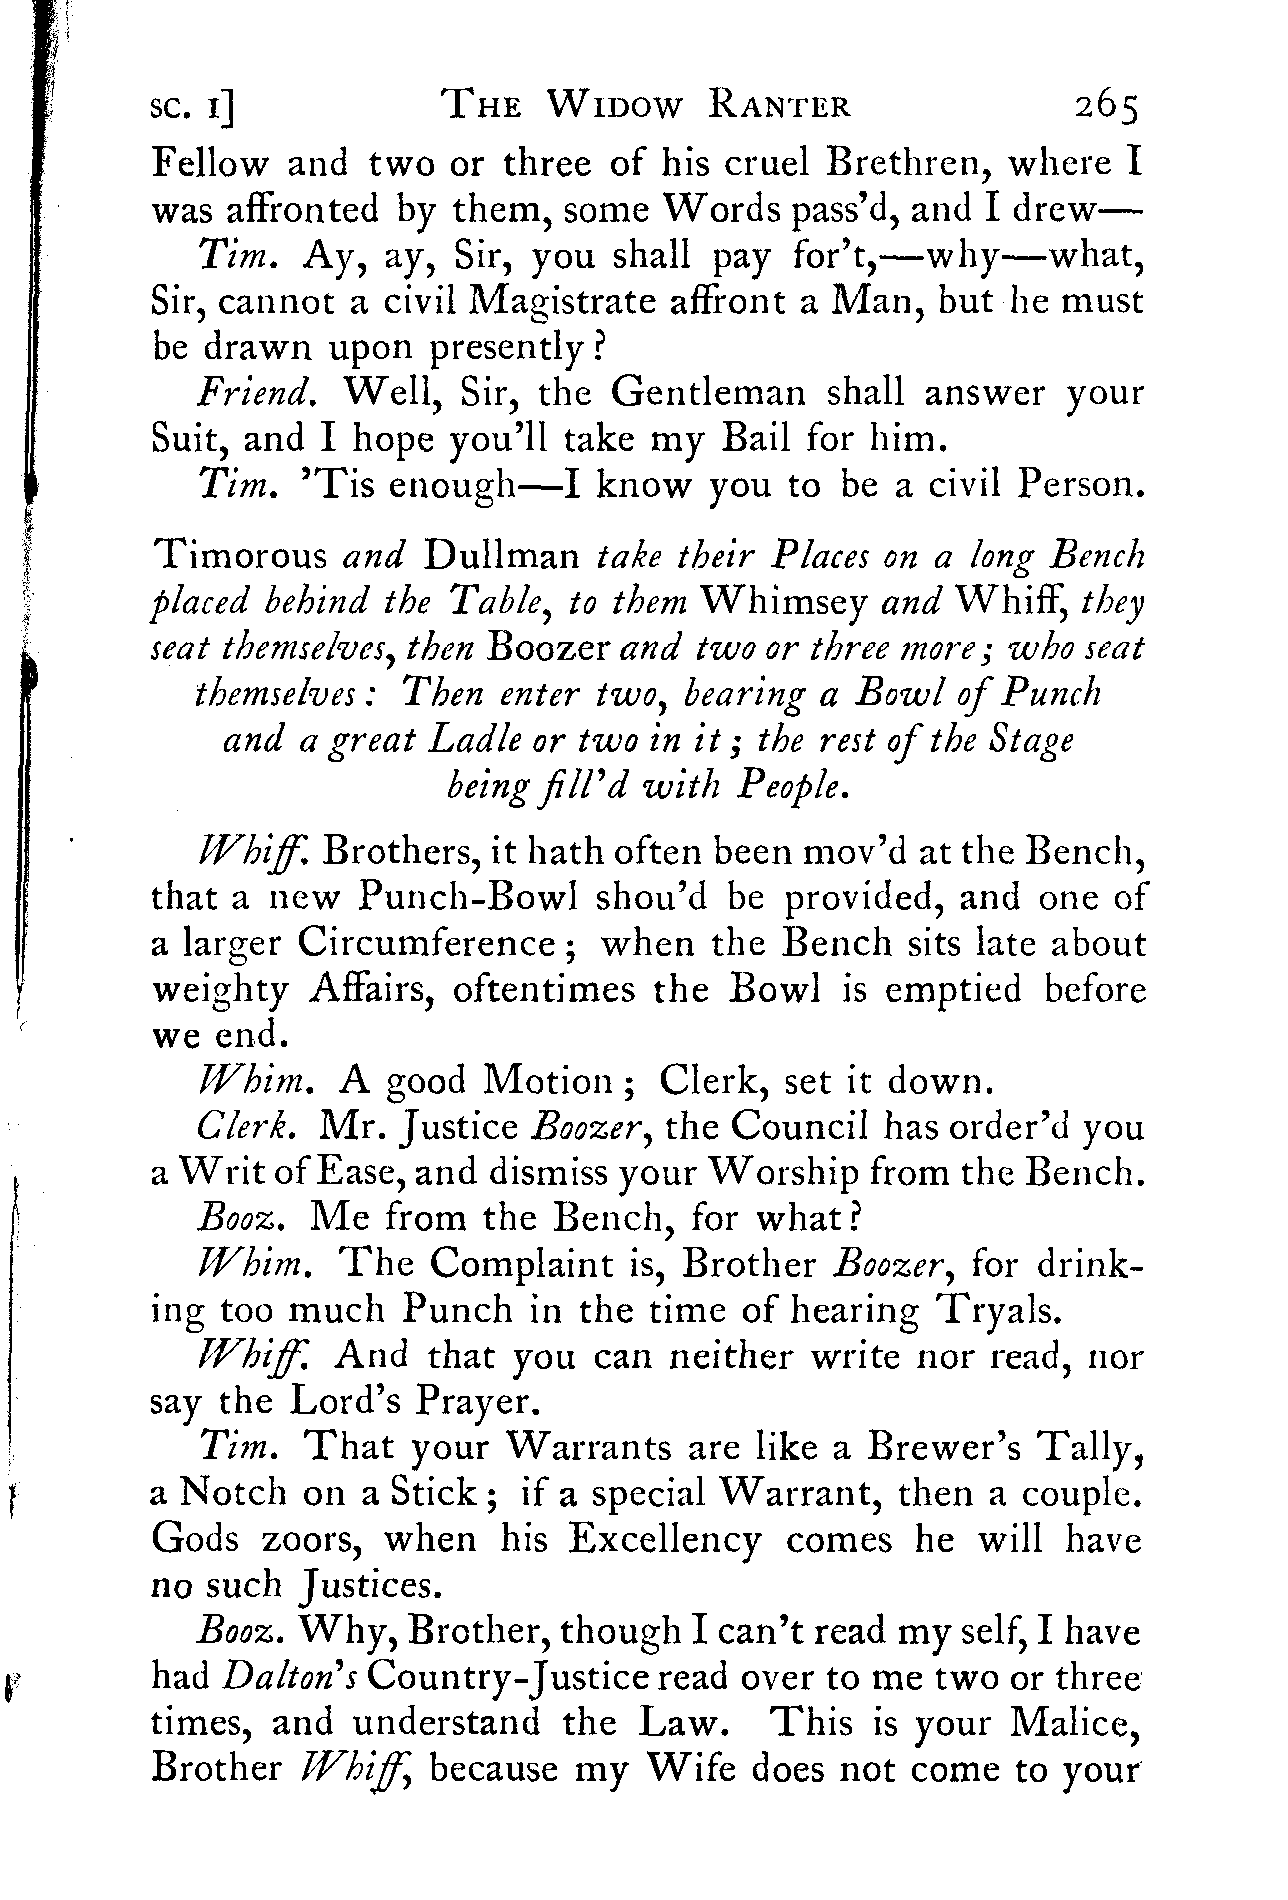 SC. I] THE WIDOW RANTER 265
Fellow and two or three of his cruel Brethren, where I
was affronted by them, some Words pass'd, and I drew—
Tim. Ay, ay, Sir, you shall pay for't,—why—what,
Sir, cannot a civil Magistrate affront a Man, but he must
be drawn upon presently?
Friend. Well, Sir, the Gentleman shall answer your
Suit, and I hope you'll take my Bail for him.
Tim. 'Tis enough—I know you to be a civil Person.
Timorous and Dullman take their Places on a long Bench
placed behind the Table, to them Whimsey and Whiff, they
seat themselves, then Boozer and two or three more; who seat
themselves: Then enter two, bearing a Bowl of Punch
and a great Ladle or two in it; the rest of the Stage
being fill'd with People.
Whiff. Brothers, it hath often been mov'd at the Bench,
that a new Punch-Bowl shou'd be provided, and one of
a larger Circumference; when the Bench sits late about
weighty Affairs, oftentimes the Bowl is emptied before
we end.
Whim. A good Motion; Clerk, set it down.
Clerk. Mr. Justice Boozer, the Council has order'd you
a Writ of Ease, and dismiss your Worship from the Bench.
Booz. Me from the Bench, for what?
Whim. The Complaint is, Brother Boozer, for drink-
ing too much Punch in the time of hearing Tryals.
Whiff. And that you can neither write nor read, nor
say the Lord's Prayer.
Tim. That your Warrants are like a Brewer's Tally,
a Notch on a Stick; if a special Warrant, then a couple.
Gods zoors, when his Excellency comes he will have
no such Justices.
Booz. Why, Brother, though I can't read my self, I have
had Dalton's Country-Justice read over to me two or three
times, and understand the Law. This is your Malice,
Brother Whiff, because my Wife does not come to your